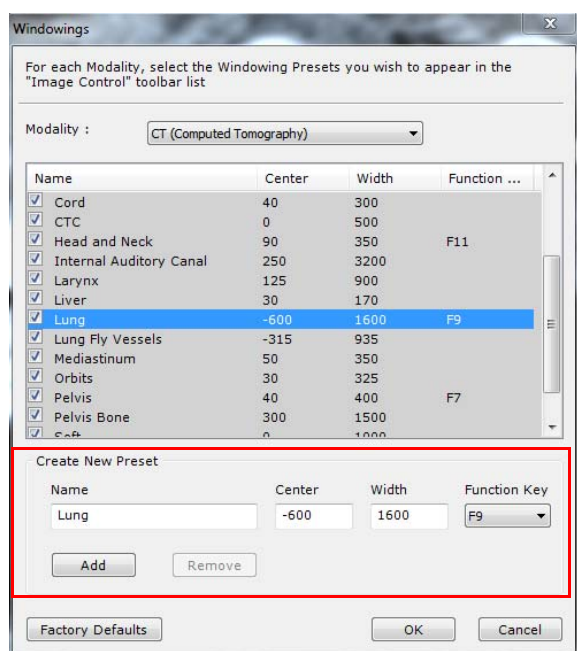 Windowings
For each Modality, select the Windowing Presets you wish to appear in the
"Image Control" toolbar list
Modality : CT (Computed Tomography)
Name Center Width Function ...
Cord 40 300
CTC 0 500
Head and Neck 90 350 F11
Internal Auditory Canal 250 3200
Larynx 125 900
Liver 30 170
Lung -600 1600 F9
Lung Fly Vessels -315 935
Mediastinum 50 350
Orbits 30 325
Pelvis 40 400 F7
Pelvis Bone 300 1500
Soft 0 1000
Create New Preset
Name Center Width Function Key
Lung -600 1600 F9
Add Remove
Factory Defaults OK Cancel